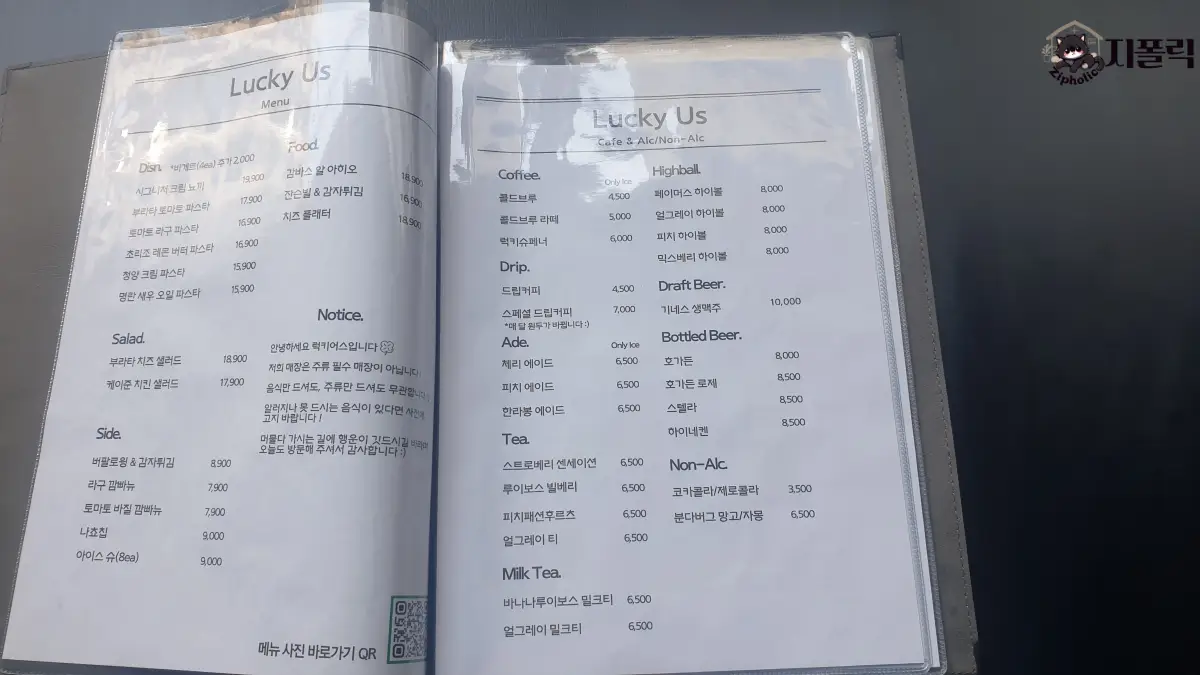 지폴릭
Zipholic
Lucky Us
Menu
Dish. *바게트(4ea) 추가 2,000
시그니처 크림 뇨끼 19,900
부라타 토마토 파스타 17,900
토마토 라구 파스타 16,900
초리조 레몬 버터 파스타 16,900
청양 크림 파스타 15,900
명란 새우 오일 파스타 15,900
Food.
감바스 알 아히오 18,900
잔슨빌 & 감자튀김 16,900
치즈 플래터 18,900
Salad.
부라타 치즈 샐러드 18,900
케이준 치킨 샐러드 17,900
Side.
버팔로윙 & 감자튀김 8,900
라구 깜빠뉴 7,900
토마토 바질 깜빠뉴 7,900
나쵸칩 9,000
아이스 슈(8ea) 9,000
Notice.
안녕하세요 럭키어스입니다
저희 매장은 주류 필수 매장이 아닙니다
음식만 드셔도, 주류만 드셔도 무관합니다
알러지나 못 드시는 음식이 있다면 사전에
고지 바랍니다 !
머물다 가시는 길에 행운이 깃드시길 바라며
오늘도 방문해 주셔서 감사합니다 :)
메뉴 사진 바로가기 QR
Lucky Us
Cafe & Alc/Non-Alc
Coffee. Only Ice
콜드브루 4,500
콜드브루 라떼 5,000
럭키슈페너 6,000
Drip.
드립커피 4,500
스페셜 드립커피 7,000
*매 달 원두가 바뀝니다 :)
Ade. Only Ice
체리 에이드 6,500
피치 에이드 6,500
한라봉 에이드 6,500
Tea.
스트로베리 센세이션 6,500
루이보스 빌베리 6,500
피치패션후르츠 6,500
얼그레이 티 6,500
Milk Tea.
바나나루이보스 밀크티 6,500
얼그레이 밀크티 6,500
Highball.
페이머스 하이볼 8,000
얼그레이 하이볼 8,000
피치 하이볼 8,000
믹스베리 하이볼 8,000
Draft Beer.
기네스 생맥주 10,000
Bottled Beer.
호가든 8,000
호가든 로제 8,500
스텔라 8,500
하이네켄 8,500
Non-Alc.
코카콜라/제로콜라 3,500
분다버그 망고/자몽 6,500